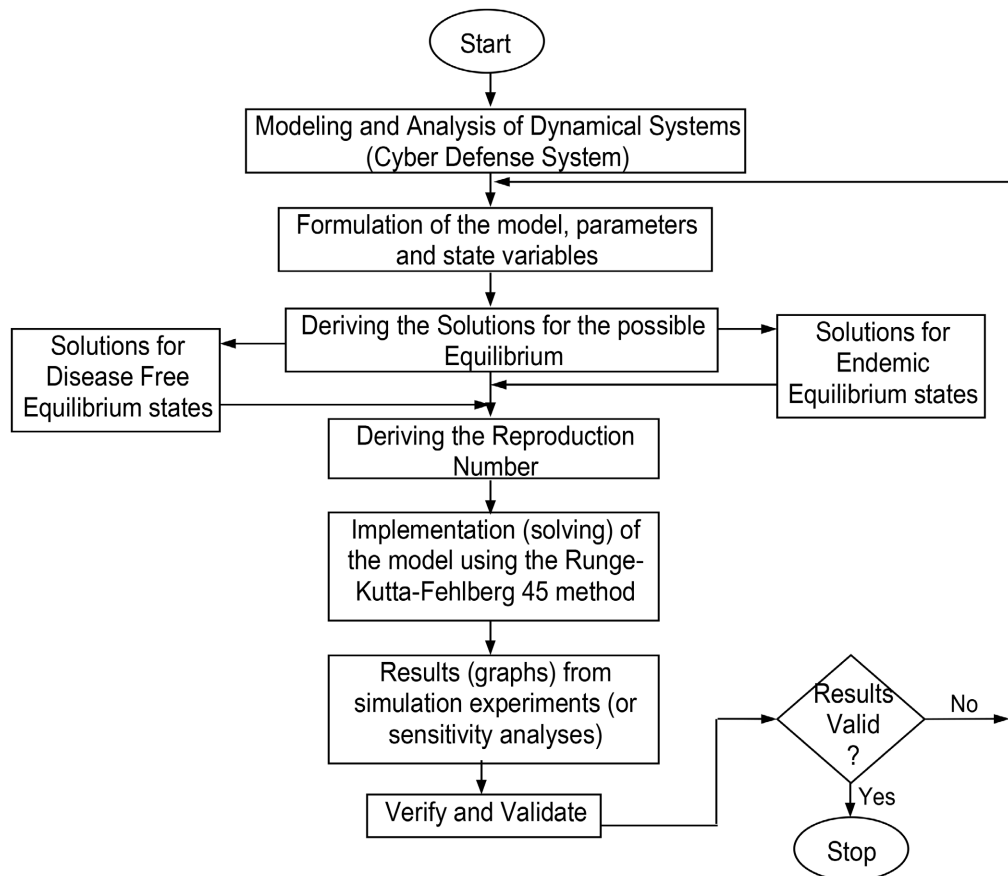 Start
Modeling and Analysis of Dynamical Systems
(Cyber Defense System)
Formulation of the model, parameters
and state variables
Deriving the Solutions for the possible
Equilibrium
Solutions for
Disease Free
Equilibrium states
Solutions for
Endemic
Equilibrium states
Deriving the Reproduction
Number
Implementation (solving) of
the model using the Runge-
Kutta-Fehlberg 45 method
Results (graphs) from
simulation experiments (or
sensitivity analyses)
Verify and Validate
Results
Valid
?
No
Yes
Stop